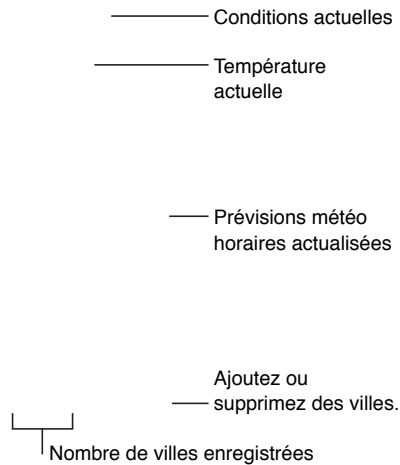 Conditions actuelles
Température
actuelle
Prévisions météo
horaires actualisées
Ajoutez ou
supprimez des villes.
Nombre de villes enregistrées